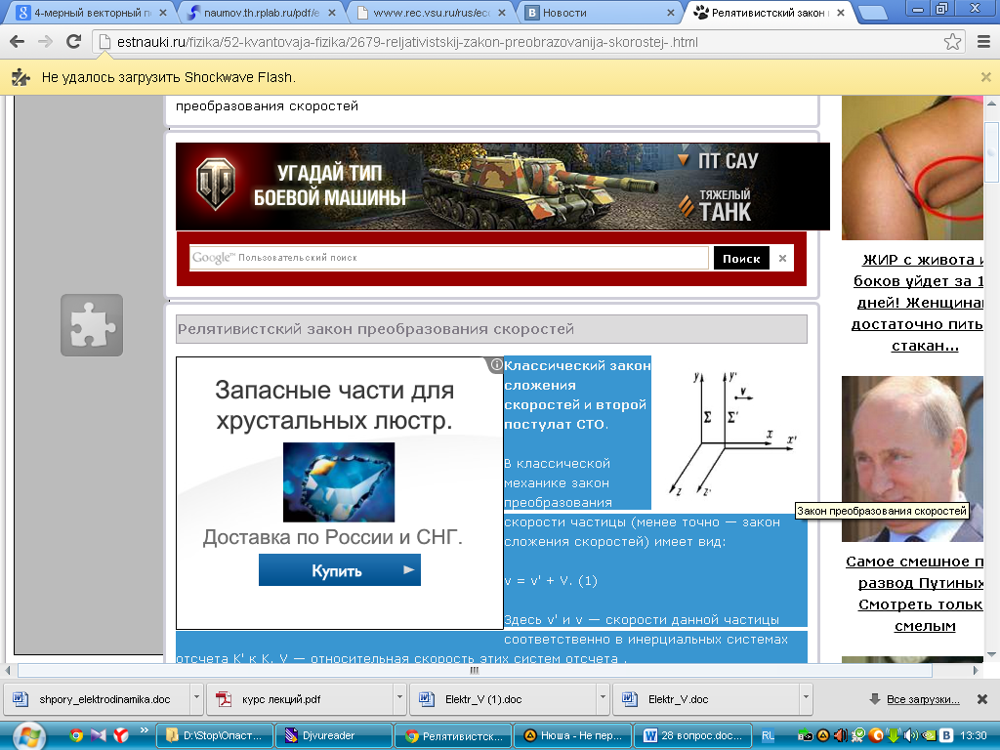 4-мерный векторный п
naumov.th.rplab.ru/pdf/e
www.rec.vsu.ru/rus/ec
Новости
Релятивистский закон
estnauki.ru/fizika/52-kvantovaja-fizika/2679-reljativistskij-zakon-preobrazovanija-skorostej-.html
Не удалось загрузить Shockwave Flash.
преобразования скоростей
УГАДАЙ ТИП
БОЕВОЙ МАШИНЫ
ПТ САУ
ТЯЖЕЛЫЙ
ТАНК
Google™ Пользовательский поиск
Поиск
Релятивистский закон преобразования скоростей
Запасные части для
хрустальных люстр.
Доставка по России и СНГ.
Купить
Классический закон
сложения
скоростей и второй
постулат СТО.
В классической
механике закон
преобразования
скорости частицы (менее точно — закон
сложения скоростей) имеет вид:
v = v' + V. (1)
Здесь v' и v — скорости данной частицы
соответственно в инерциальных системах
отсчета K' к K, V — относительная скорость этих систем отсчета .
y y' v
Σ Σ'
x x'
z z'
ЖИР с живота и
боков уйдет за 1
дней! Женщинам
достаточно пить
стакан...
Закон преобразования скоростей
Самое смешное п
развод Путиных
Смотреть тольк
смелым
shpory_elektrodinamika.doc
курс лекций.pdf
Elektr_V (1).doc
Elektr_V.doc
Все загрузки...
D:\Stop\Опаст...
Djvureader
Релятивистск...
Нюша - Не пер...
28 вопрос.doc...
RL
13:30